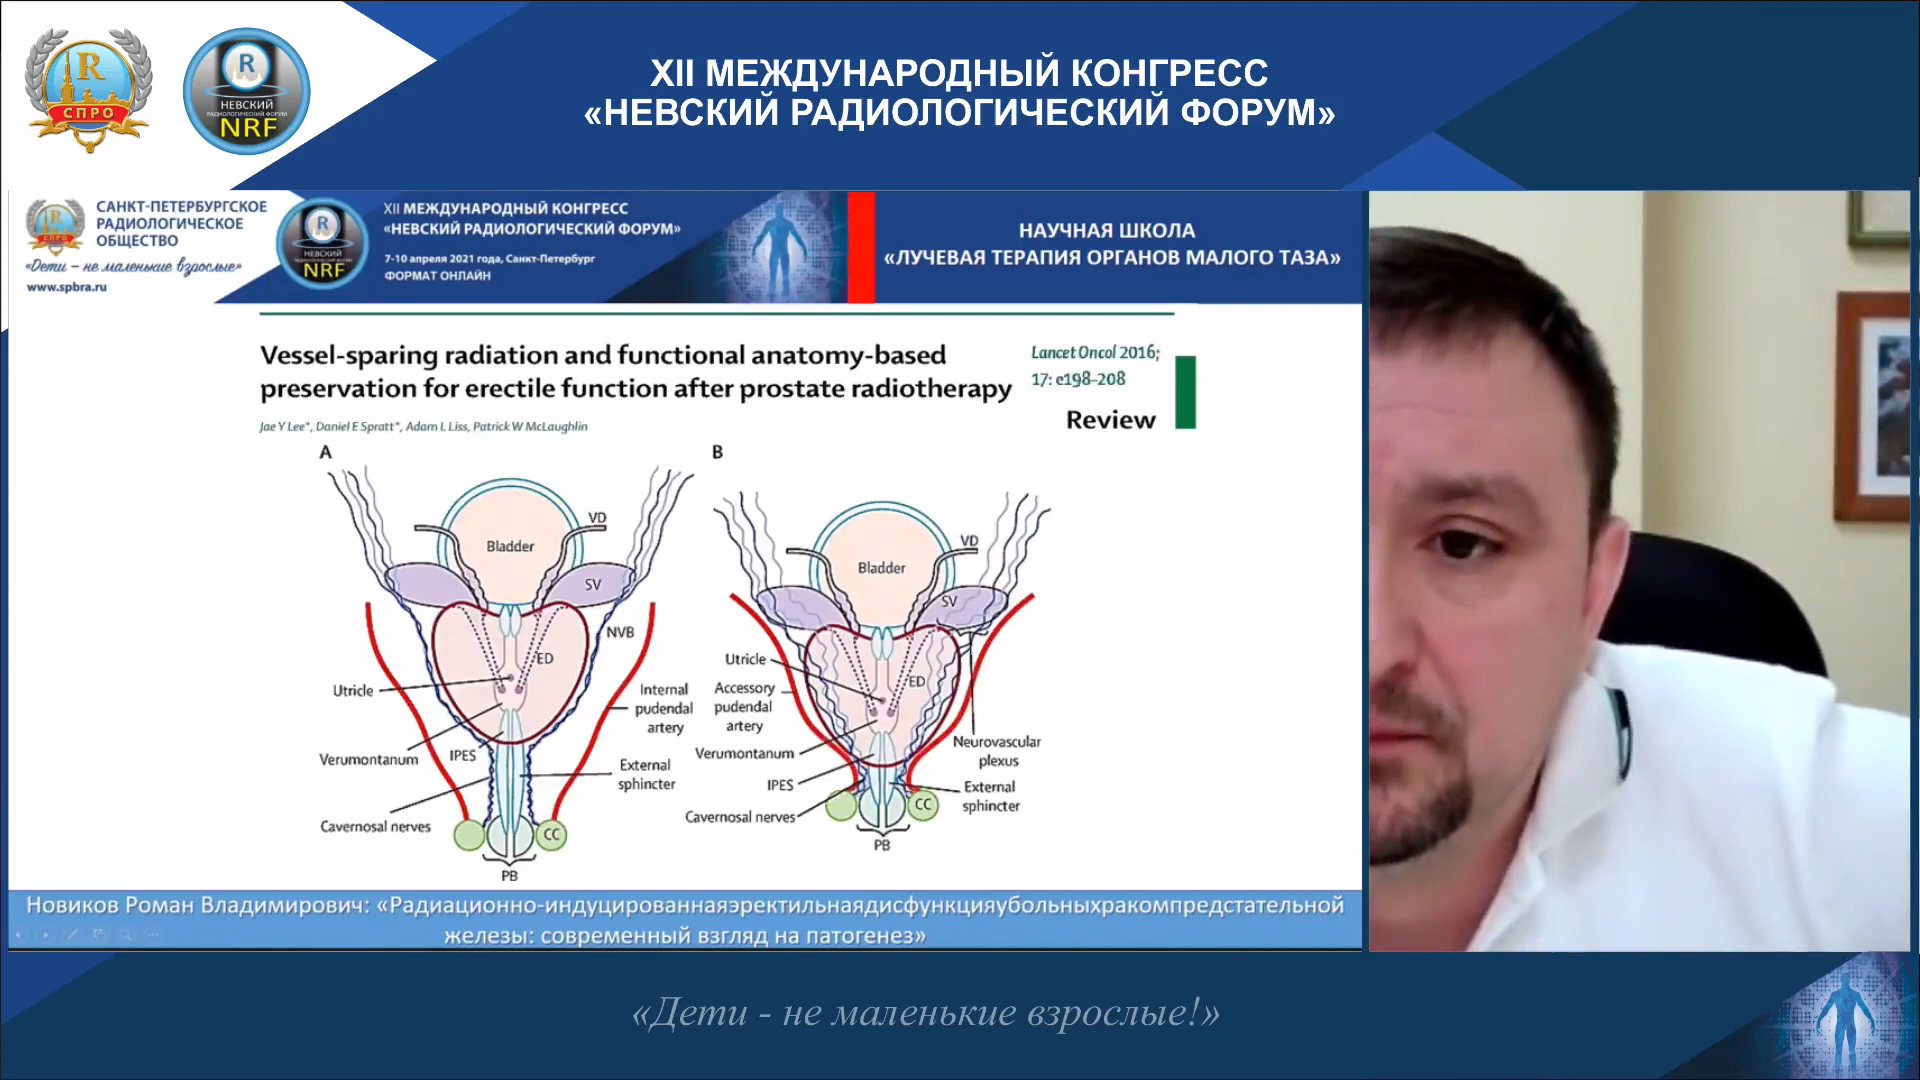 R
СПРО
R
НЕВСКИЙ
РАДИОЛОГИЧЕСКИЙ ФОРУМ
NRF
XII МЕЖДУНАРОДНЫЙ КОНГРЕСС
«НЕВСКИЙ РАДИОЛОГИЧЕСКИЙ ФОРУМ»
СПРО
САНКТ-ПЕТЕРБУРГСКОЕ
РАДИОЛОГИЧЕСКОЕ
ОБЩЕСТВО
«Дети – не маленькие взрослые»
www.spbra.ru
R
НЕВСКИЙ
NRF
XII МЕЖДУНАРОДНЫЙ КОНГРЕСС
«НЕВСКИЙ РАДИОЛОГИЧЕСКИЙ ФОРУМ»
7-10 апреля 2021 года, Санкт-Петербург
ФОРМАТ ОНЛАЙН
НАУЧНАЯ ШКОЛА
«ЛУЧЕВАЯ ТЕРАПИЯ ОРГАНОВ МАЛОГО ТАЗА»
Vessel-sparing radiation and functional anatomy-based
preservation for erectile function after prostate radiotherapy
Lancet Oncol 2016;
17: e198–208
Review
Jae Y Lee*, Daniel E Spratt*, Adam L Liss, Patrick W McLaughlin
A
VD
Bladder
SV
NVB
ED
Utricle
Internal
pudendal
artery
Verumontanum
IPES
External
sphincter
Cavernosal nerves
CC
PB
B
VD
Bladder
SV
Utricle
ED
Accessory
pudendal
artery
Verumontanum
Neurovascular
plexus
IPES
External
sphincter
CC
Cavernosal nerves
PB
Новиков Роман Владимирович: «Радиационно-индуцированнаяэректильнаядисфункцияубольныхракомпредстательной
железы: современный взгляд на патогенез»
«Дети - не маленькие взрослые!»